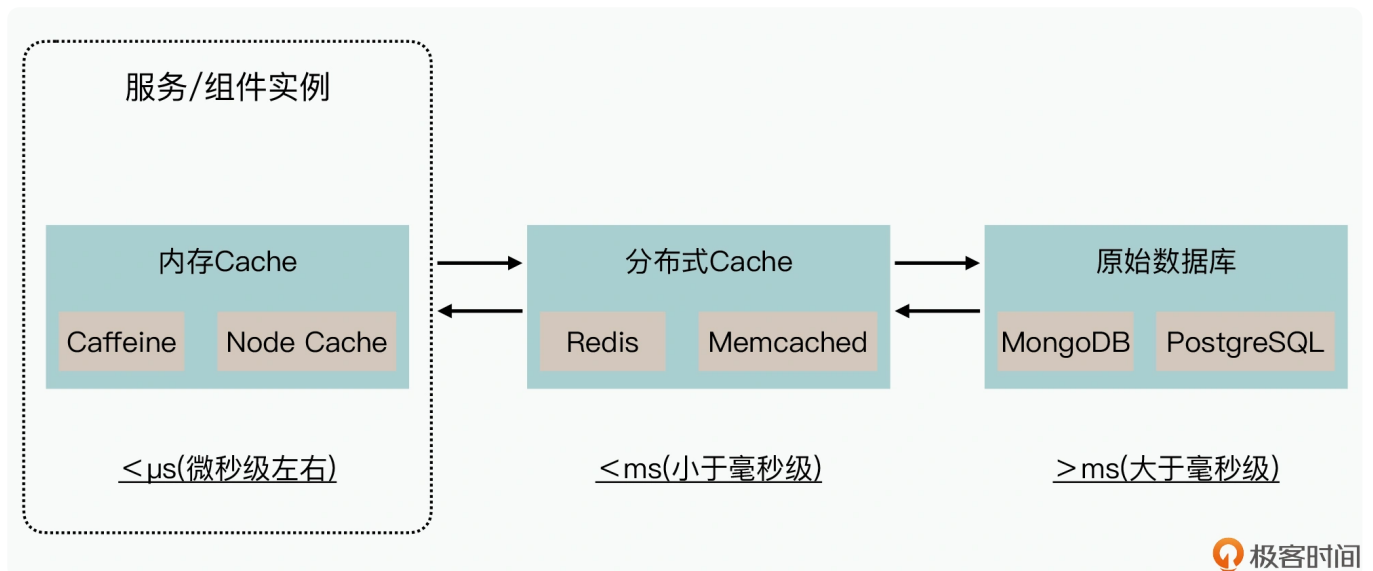 服务/组件实例
内存Cache
Caffeine
Node Cache
<μs(微秒级左右)
分布式Cache
Redis
Memcached
<ms(小于毫秒级)
原始数据库
MongoDB
PostgreSQL
>ms(大于毫秒级)
极客时间